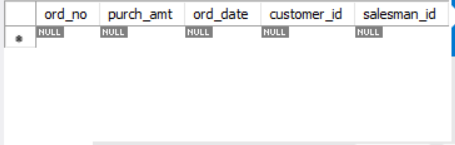 ord_no purch_amt ord_date customer_id salesman_id
* NULL NULL NULL NULL NULL